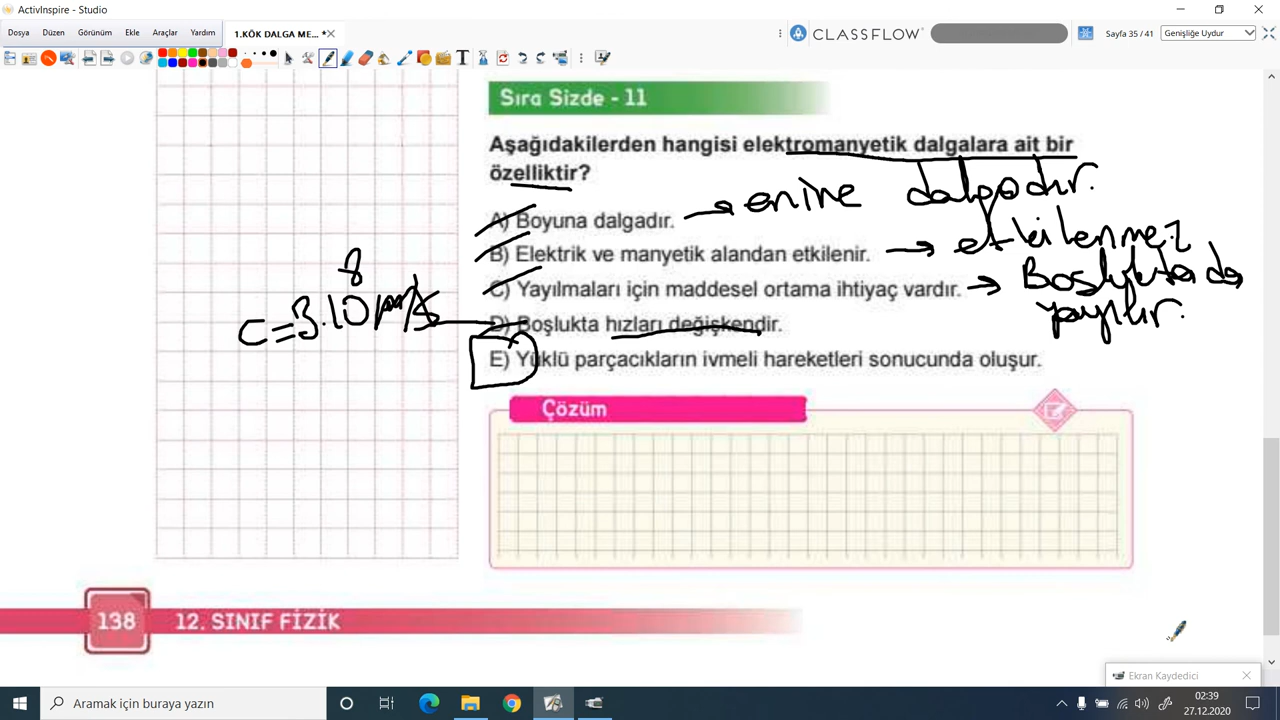 ActivInspire - Studio
Dosya Düzen Görünüm Ekle Araçlar Yardım
1.KÖK DALGA ME... *
CLASSFLOW
Sayfa 35 / 41
Genişliğe Uydur
Sıra Sizde - 11
Aşağıdakilerden hangisi elektromanyetik dalgalara ait bir
özelliktir?
A) Boyuna dalgadır. → enine dalgadır.
B) Elektrik ve manyetik alandan etkilenir. → etkilenmez
C) Yayılmaları için maddesel ortama ihtiyaç vardır. → Boşlukta da
yayılır.
c=3.10⁸ m/s
D) Boşlukta hızları değişkendir.
E) Yüklü parçacıkların ivmeli hareketleri sonucunda oluşur.
Çözüm
138 12. SINIF FİZİK
Ekran Kaydedici
Aramak için buraya yazın
02:39
27.12.2020